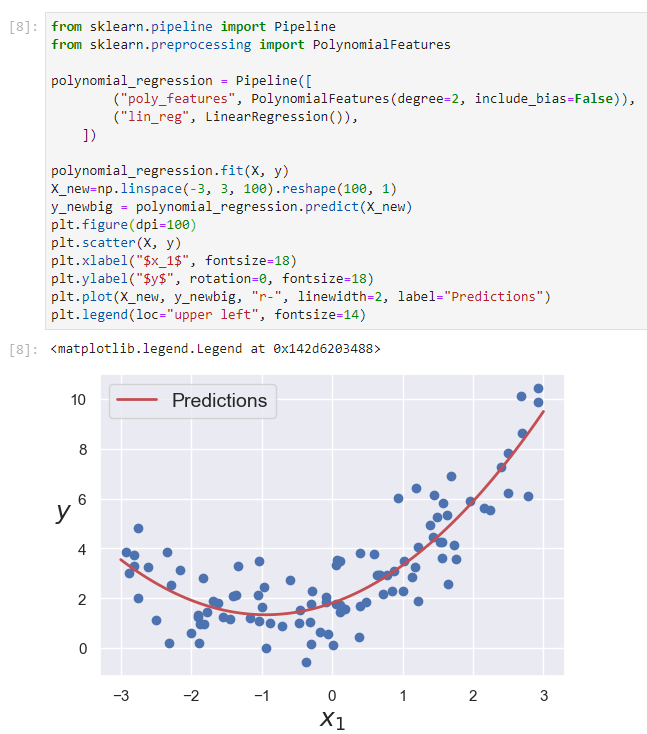 [8]: from sklearn.pipeline import Pipeline
from sklearn.preprocessing import PolynomialFeatures
polynomial_regression = Pipeline([
("poly_features", PolynomialFeatures(degree=2, include_bias=False)),
("lin_reg", LinearRegression()),
])
polynomial_regression.fit(X, y)
X_new=np.linspace(-3, 3, 100).reshape(100, 1)
y_newbig = polynomial_regression.predict(X_new)
plt.figure(dpi=100)
plt.scatter(X, y)
plt.xlabel("$x_1$", fontsize=18)
plt.ylabel("$y$", rotation=0, fontsize=18)
plt.plot(X_new, y_newbig, "r-", linewidth=2, label="Predictions")
plt.legend(loc="upper left", fontsize=14)
[8]: <matplotlib.legend.Legend at 0x142d6203488>
Predictions
10
8
6
y
4
2
0
−3 −2 −1 0 1 2 3
x₁